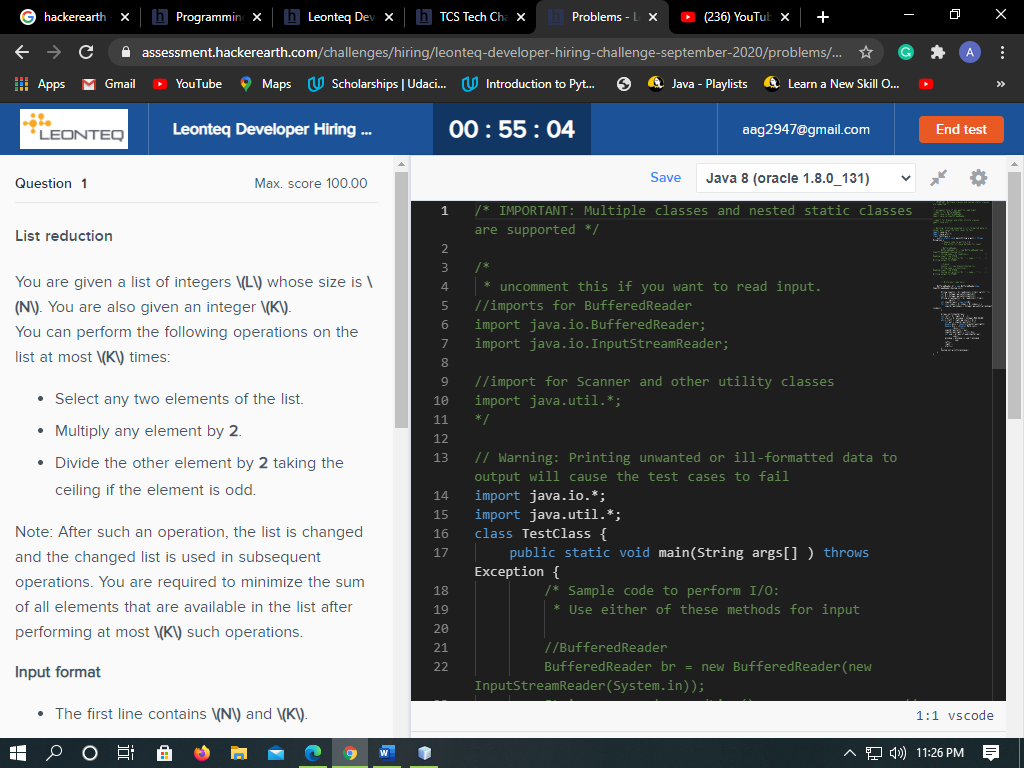 hackerearth
Programmin
Leonteq Dev
TCS Tech Cha
Problems - L
(236) YouTub
assessment.hackerearth.com/challenges/hiring/leonteq-developer-hiring-challenge-september-2020/problems/...
A
Apps
Gmail
YouTube
Maps
Scholarships | Udaci...
Introduction to Pyt...
Java - Playlists
Learn a New Skill O...
»
LEONTEQ
Leonteq Developer Hiring ...
00 : 55 : 04
aag2947@gmail.com
End test
Question 1
Max. score 100.00
List reduction
You are given a list of integers \(L\) whose size is \
(N\). You are also given an integer \(K\).
You can perform the following operations on the
list at most \(K\) times:
• Select any two elements of the list.
• Multiply any element by 2.
• Divide the other element by 2 taking the
ceiling if the element is odd.
Note: After such an operation, the list is changed
and the changed list is used in subsequent
operations. You are required to minimize the sum
of all elements that are available in the list after
performing at most \(K\) such operations.
Input format
• The first line contains \(N\) and \(K\).
Save
Java 8 (oracle 1.8.0_131)
1 /* IMPORTANT: Multiple classes and nested static classes
are supported */
2
3 /*
4 * uncomment this if you want to read input.
5 //imports for BufferedReader
6 import java.io.BufferedReader;
7 import java.io.InputStreamReader;
8
9 //import for Scanner and other utility classes
10 import java.util.*;
11 */
12
13 // Warning: Printing unwanted or ill-formatted data to
output will cause the test cases to fail
14 import java.io.*;
15 import java.util.*;
16 class TestClass {
17 public static void main(String args[] ) throws
Exception {
18 /* Sample code to perform I/O:
19 * Use either of these methods for input
20
21 //BufferedReader
22 BufferedReader br = new BufferedReader(new
InputStreamReader(System.in));
1:1 vscode
11:26 PM